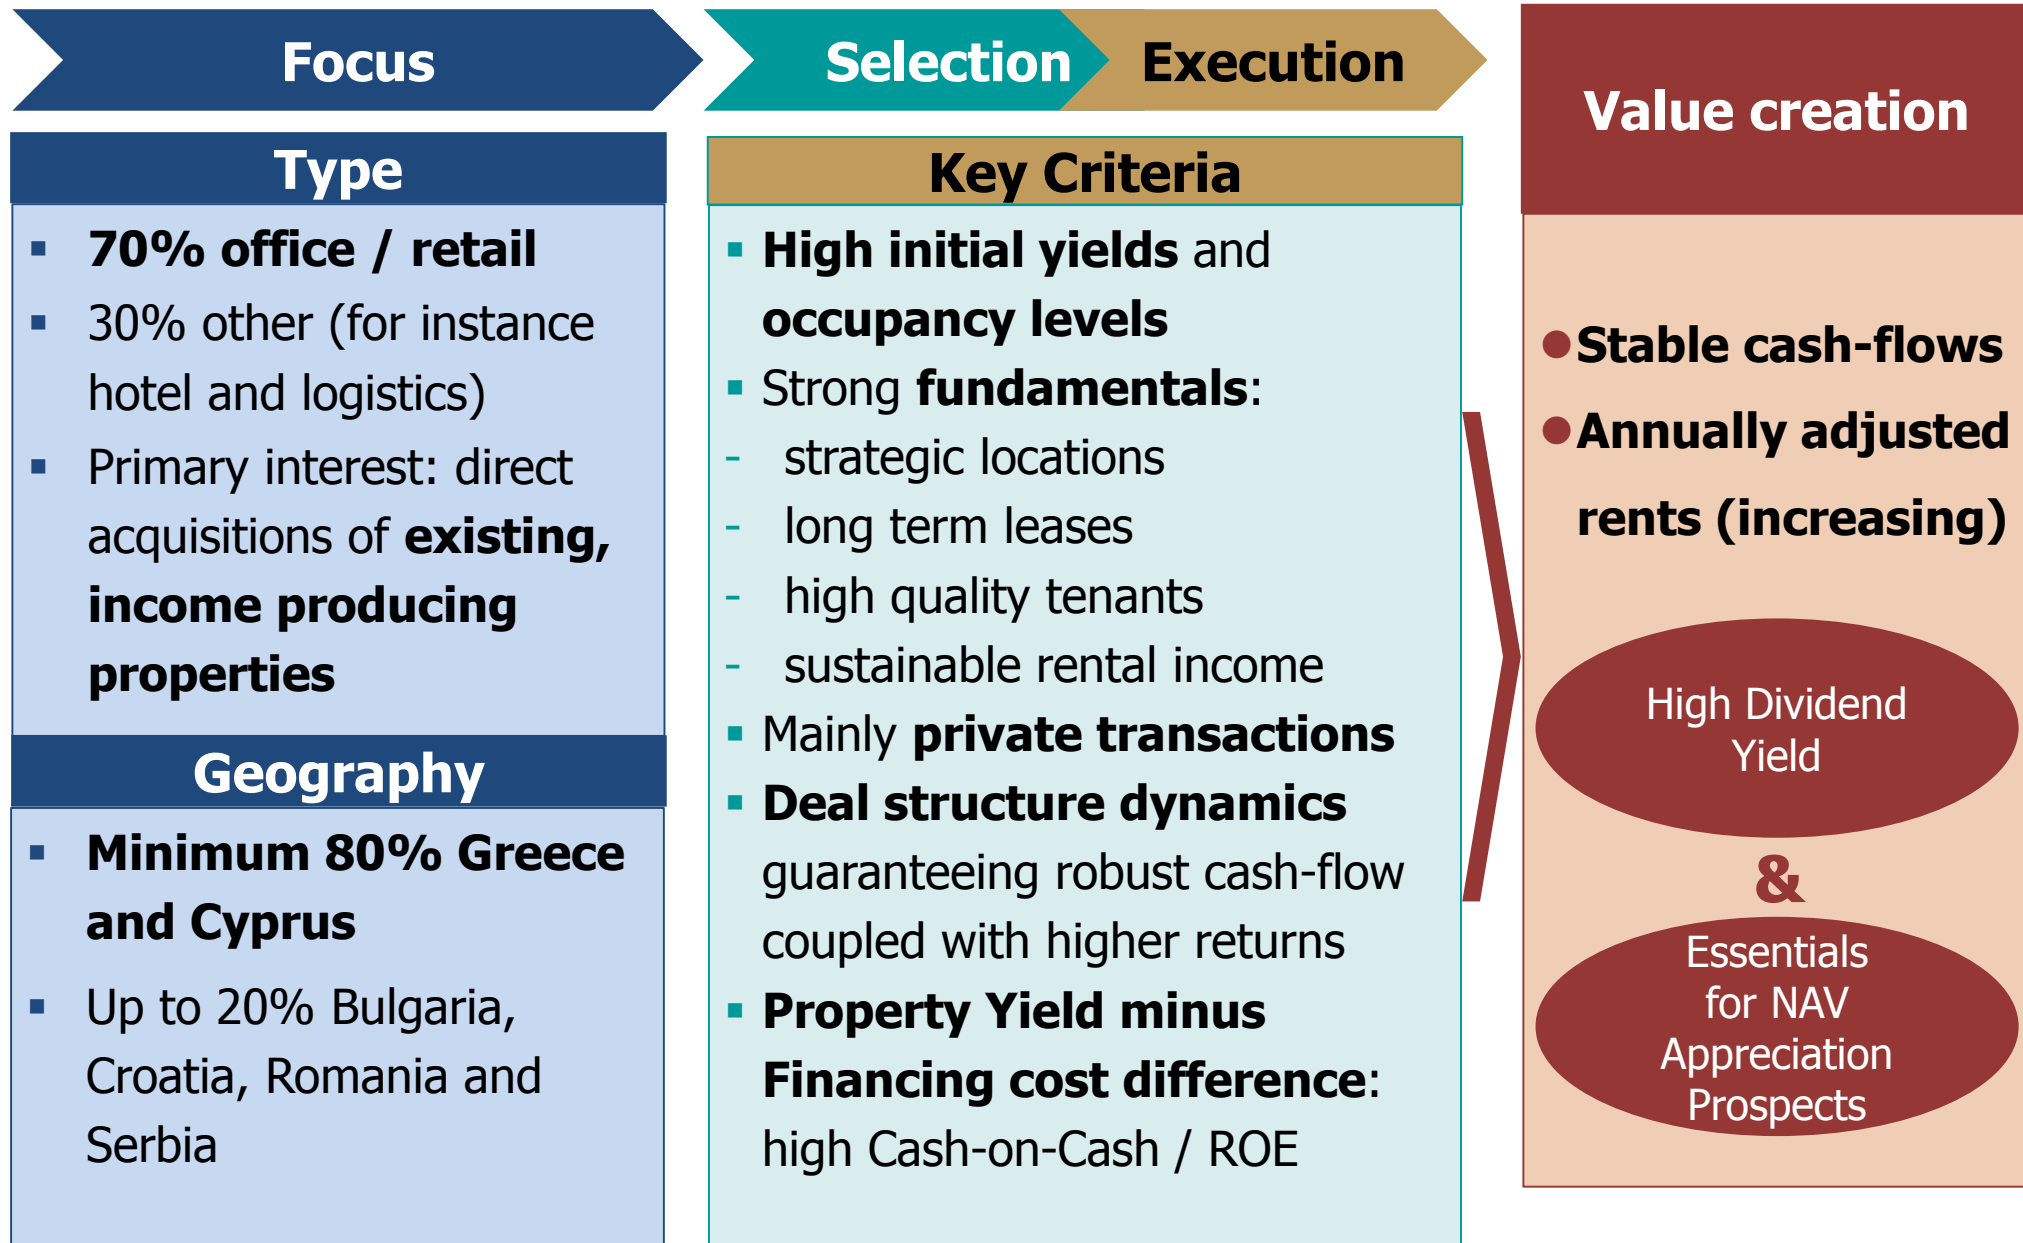 Focus
Type
▪ 70% office / retail
▪ 30% other (for instance
hotel and logistics)
▪ Primary interest: direct
acquisitions of existing,
income producing
properties
Geography
▪ Minimum 80% Greece
and Cyprus
▪ Up to 20% Bulgaria,
Croatia, Romania and
Serbia
Selection
Execution
Key Criteria
▪ High initial yields and
occupancy levels
▪ Strong fundamentals:
- strategic locations
- long term leases
- high quality tenants
- sustainable rental income
▪ Mainly private transactions
▪ Deal structure dynamics
guaranteeing robust cash-flow
coupled with higher returns
▪ Property Yield minus
Financing cost difference:
high Cash-on-Cash / ROE
Value creation
● Stable cash-flows
● Annually adjusted
rents (increasing)
High Dividend
Yield
&
Essentials
for NAV
Appreciation
Prospects